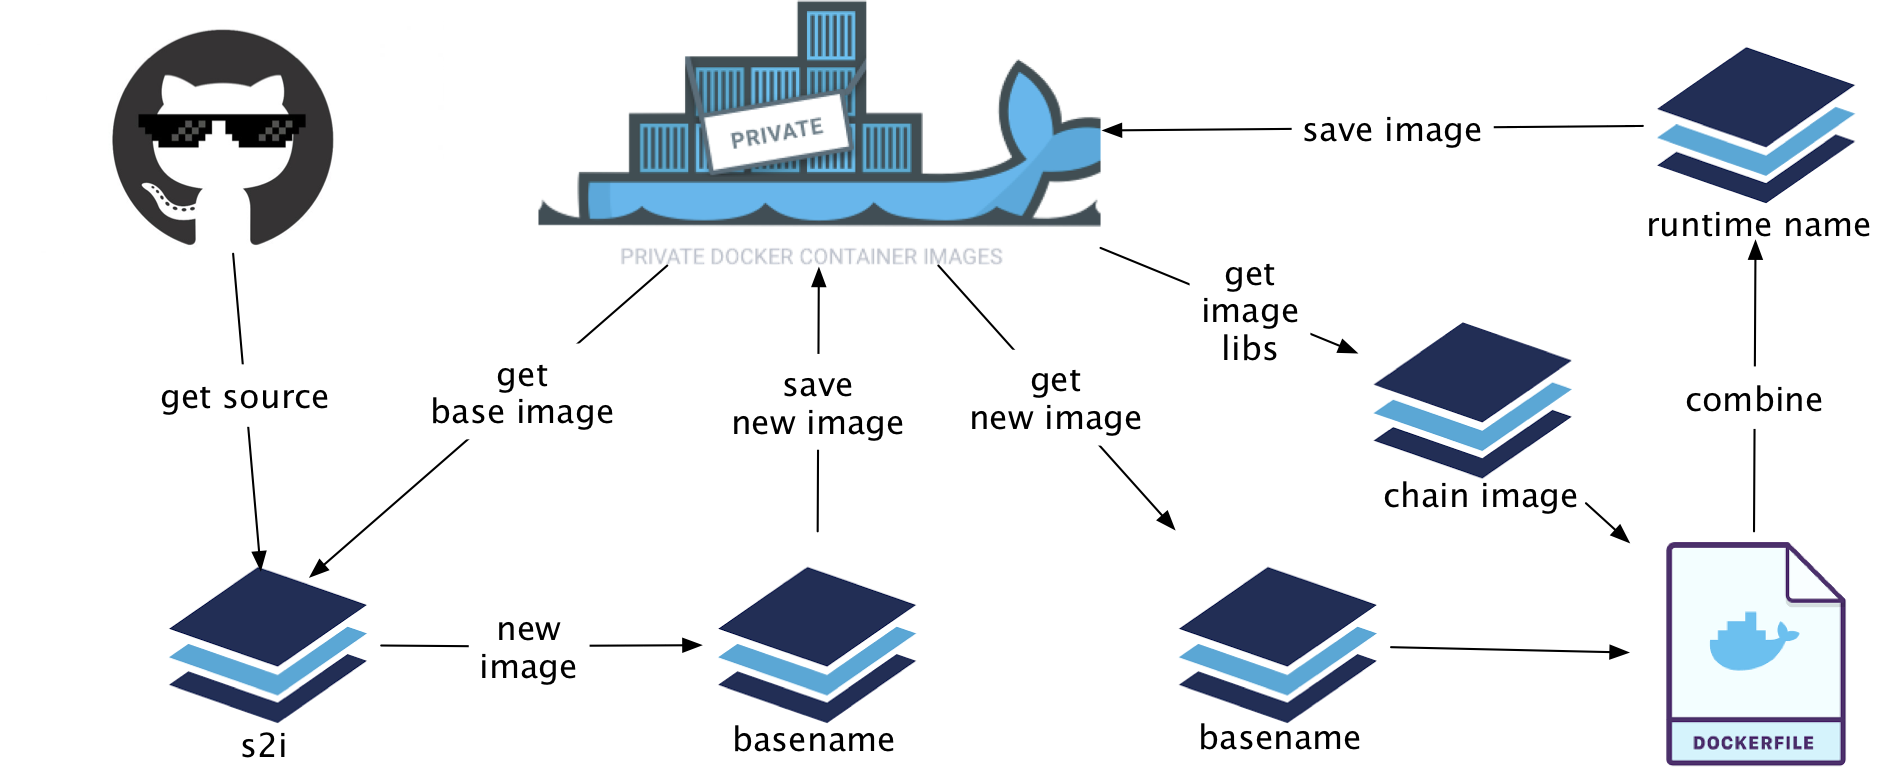 PRIVATE
PRIVATE DOCKER CONTAINER IMAGES
save image
runtime name
get
image
libs
get source
get
base image
save
new image
get
new image
combine
chain image
new
image
s2i
basename
basename
DOCKERFILE